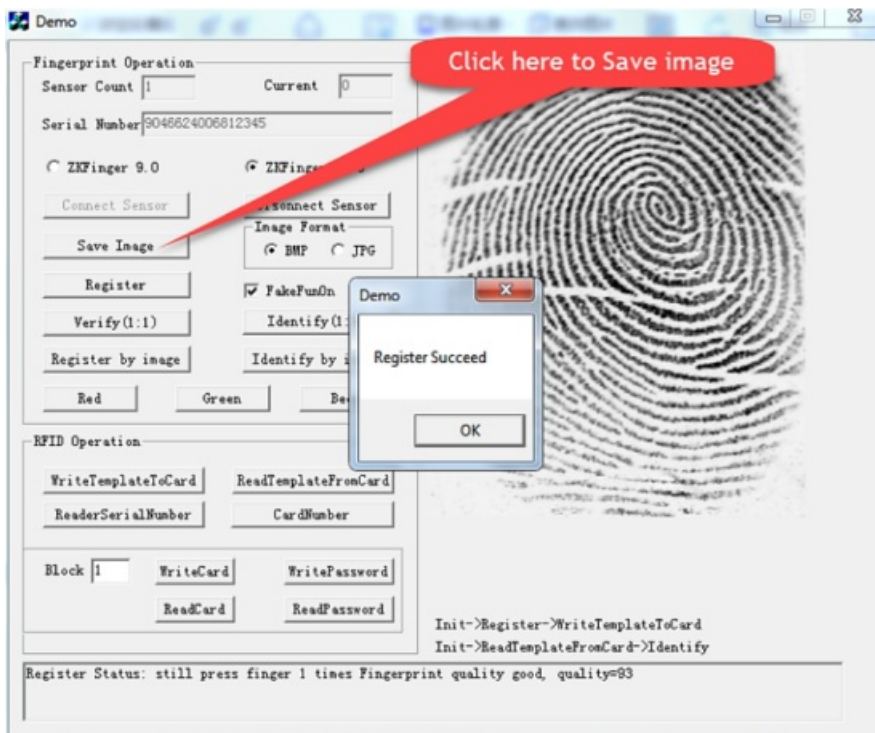 Demo
Click here to Save image
Fingerprint Operation
Sensor Count 1 Current 0
Serial Number 9046624006812345
ZKFinger 9.0 ZKFinger
Connect Sensor Disconnect Sensor
Image Format
Save Image BMP JPG
Register FakeFunOn
Demo
Verify(1:1) Identify(1:
Register by image Identify by i
Register Succeed
Red Green Be
OK
RFID Operation
WriteTemplateToCard ReadTemplateFromCard
ReaderSerialNumber CardNumber
Block 1 WriteCard WritePassword
ReadCard ReadPassword
Init->Register->WriteTemplateToCard
Init->ReadTemplateFromCard->Identify
Register Status: still press finger 1 times Fingerprint quality good, quality=93